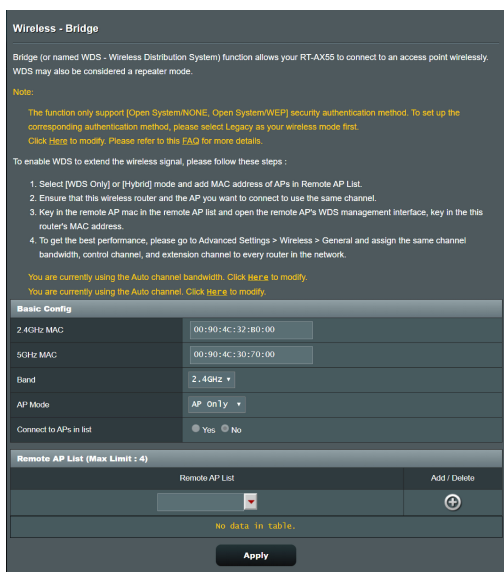 Wireless - Bridge
Bridge (or named WDS - Wireless Distribution System) function allows your RT-AX55 to connect to an access point wirelessly.
WDS may also be considered a repeater mode.
Note:
The function only support [Open System/NONE, Open System/WEP] security authentication method. To set up the
corresponding authentication method, please select Legacy as your wireless mode first.
Click Here to modify. Please refer to this FAQ for more details.
To enable WDS to extend the wireless signal, please follow these steps :
1. Select [WDS Only] or [Hybrid] mode and add MAC address of APs in Remote AP List.
2. Ensure that this wireless router and the AP you want to connect to use the same channel.
3. Key in the remote AP mac in the remote AP list and open the remote AP's WDS management interface, key in the this
router's MAC address.
4. To get the best performance, please go to Advanced Settings > Wireless > General and assign the same channel
bandwidth, control channel, and extension channel to every router in the network.
You are currently using the Auto channel bandwidth. Click Here to modify.
You are currently using the Auto channel. Click Here to modify.
Basic Config
2.4GHz MAC 00:90:4C:32:B0:00
5GHz MAC 00:90:4C:30:70:00
Band 2.4GHz
AP Mode AP Only
Connect to APs in list Yes No
Remote AP List (Max Limit : 4)
Remote AP List Add / Delete
No data in table.
Apply